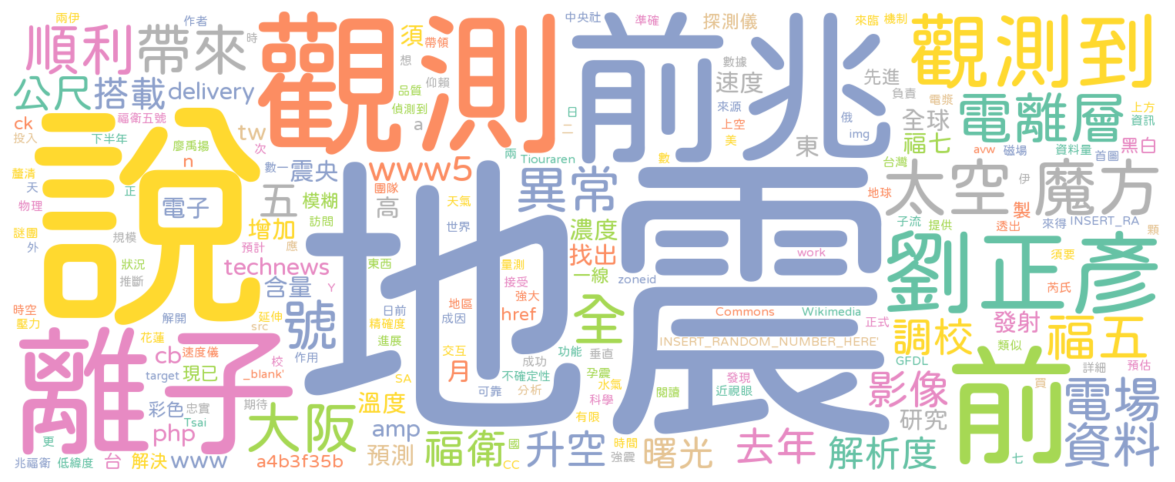 兩伊
作者
中央社
準確
探測儀
來臨
機制
順利
帶來
時
觀測
須
帶領
想
前兆
數據
先進
觀測到
公尺
搭載
delivery
品質
仰賴
偵測到
速度
負責
電漿
上方
ck
福衛五號
投入
下半年
tw
a
來源
日
二
上空
俄
美
img
全球
福七
電離層
資訊
說
廖禹揚
n
次
兩
Tiouraren
數
東
台灣
avw
磁場
資料量
首圖
黑白
釐清
天
正
數一
震央
www5
團隊
異常
地球
伊
太空
魔方
物理
電子
五
模糊
訪問
高
天氣
世界
濃度
子流
提供
製
透出
來得
INSERT_RA
顆
謎團
外
規模
增加
預計
應
東西
量測
接受
找出
一線
work
劉正彥
須要
狀況
推斷
technews
含量
Y
地震
地區
強大
zoneid
芮氏
時空
壓力
解開
延伸
src
號
日前
精確度
進展
成因
href
全
Commons
Wikimedia
正式
發射
福五
離子
花蓮
速度儀
校
cb
作用
交互
月
成功
功能
垂直
INSERT_RANDOM_NUMBER_HERE'
調校
類似
GFDL
target
現已
_blank'
SA
可靠
不確定性
分析
孕震
水氣
科學
閱讀
近視眼
發現
詳細
預估
更
彩色
忠實
期待
溫度
有限
影像
研究
前
買
電場
Tsai
php
大阪
amp
福衛
國
CC
升空
時間
強震
曙光
去年
解析度
七
資料
兆福衛
低緯度
台
解決
www
a4b3f35b
預測